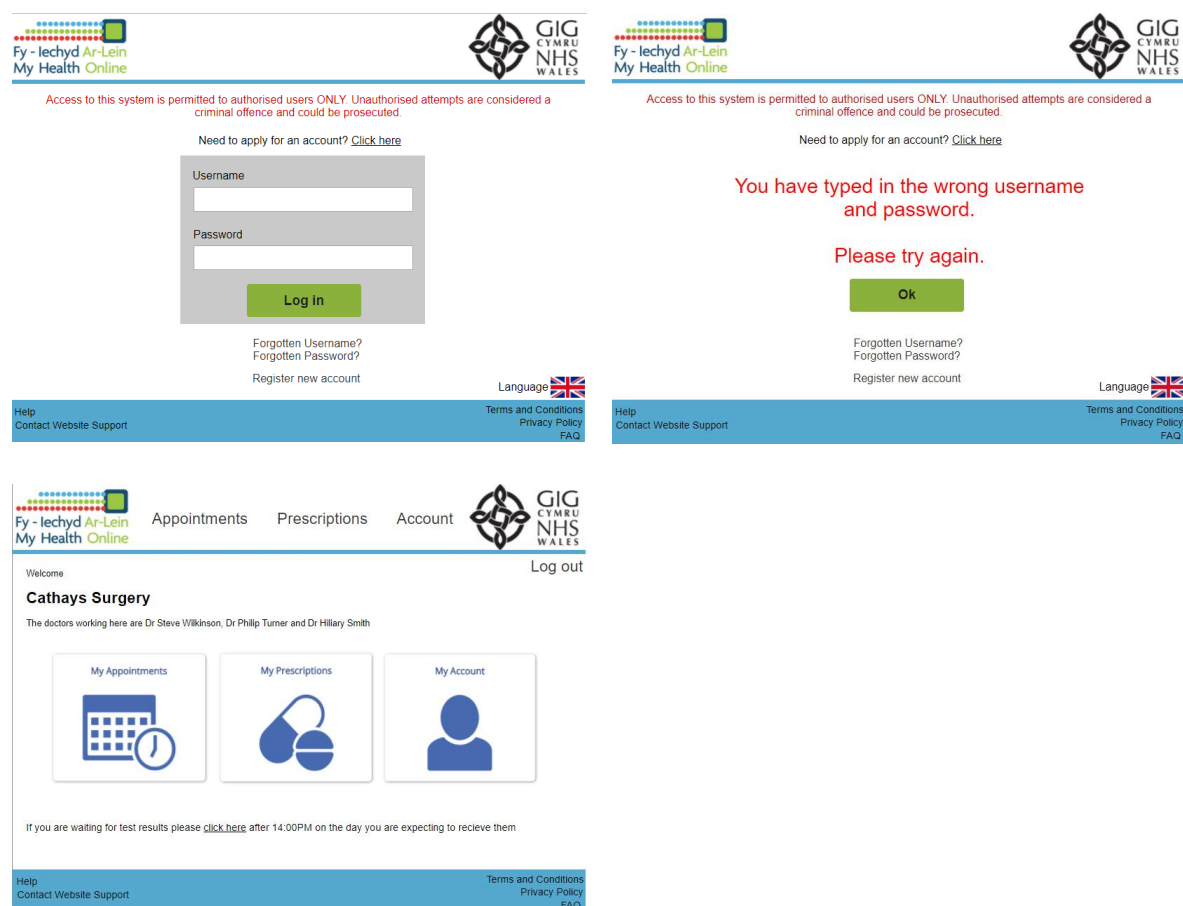 Fy - Iechyd Ar-Lein
My Health Online
GIG
CYMRU
NHS
WALES
Access to this system is permitted to authorised users ONLY. Unauthorised attempts are considered a
criminal offence and could be prosecuted.
Need to apply for an account? Click here
Username
Password
Log in
Forgotten Username?
Forgotten Password?
Register new account
Language
Help
Contact Website Support
Terms and Conditions
Privacy Policy
FAQ
Fy - Iechyd Ar-Lein
My Health Online
GIG
CYMRU
NHS
WALES
Access to this system is permitted to authorised users ONLY. Unauthorised attempts are considered a
criminal offence and could be prosecuted.
Need to apply for an account? Click here
You have typed in the wrong username
and password.
Please try again.
Ok
Forgotten Username?
Forgotten Password?
Register new account
Language
Help
Contact Website Support
Terms and Conditions
Privacy Policy
FAQ
Fy - Iechyd Ar-Lein
My Health Online
Appointments Prescriptions Account
GIG
CYMRU
NHS
WALES
Log out
Welcome
Cathays Surgery
The doctors working here are Dr Steve Wilkinson, Dr Philip Turner and Dr Hiliary Smith
My Appointments
My Prescriptions
My Account
If you are waiting for test results please click here after 14:00PM on the day you are expecting to recieve them
Help
Contact Website Support
Terms and Conditions
Privacy Policy
FAQ